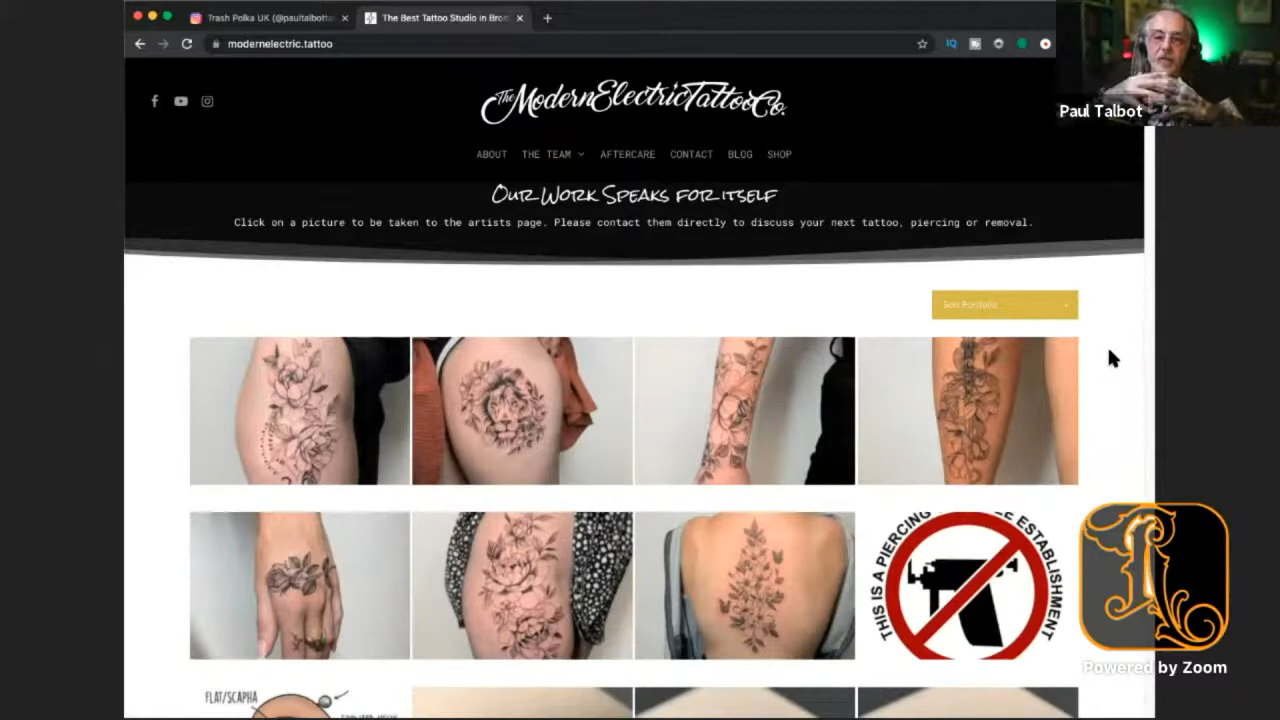 Trash Polka UK (@paultalbotta
The Best Tattoo Studio in Bro
modernelectric.tattoo
The Modern Electric Tattoo Co.
Paul Talbot
ABOUT THE TEAM AFTERCARE CONTACT BLOG SHOP
Our Work Speaks for itself
Click on a picture to be taken to the artists page. Please contact them directly to discuss your next tattoo, piercing or removal.
Sort Portfolio
THIS IS A PIERCING ESTABLISHMENT
FLAT/SCAPHA
Powered by Zoom